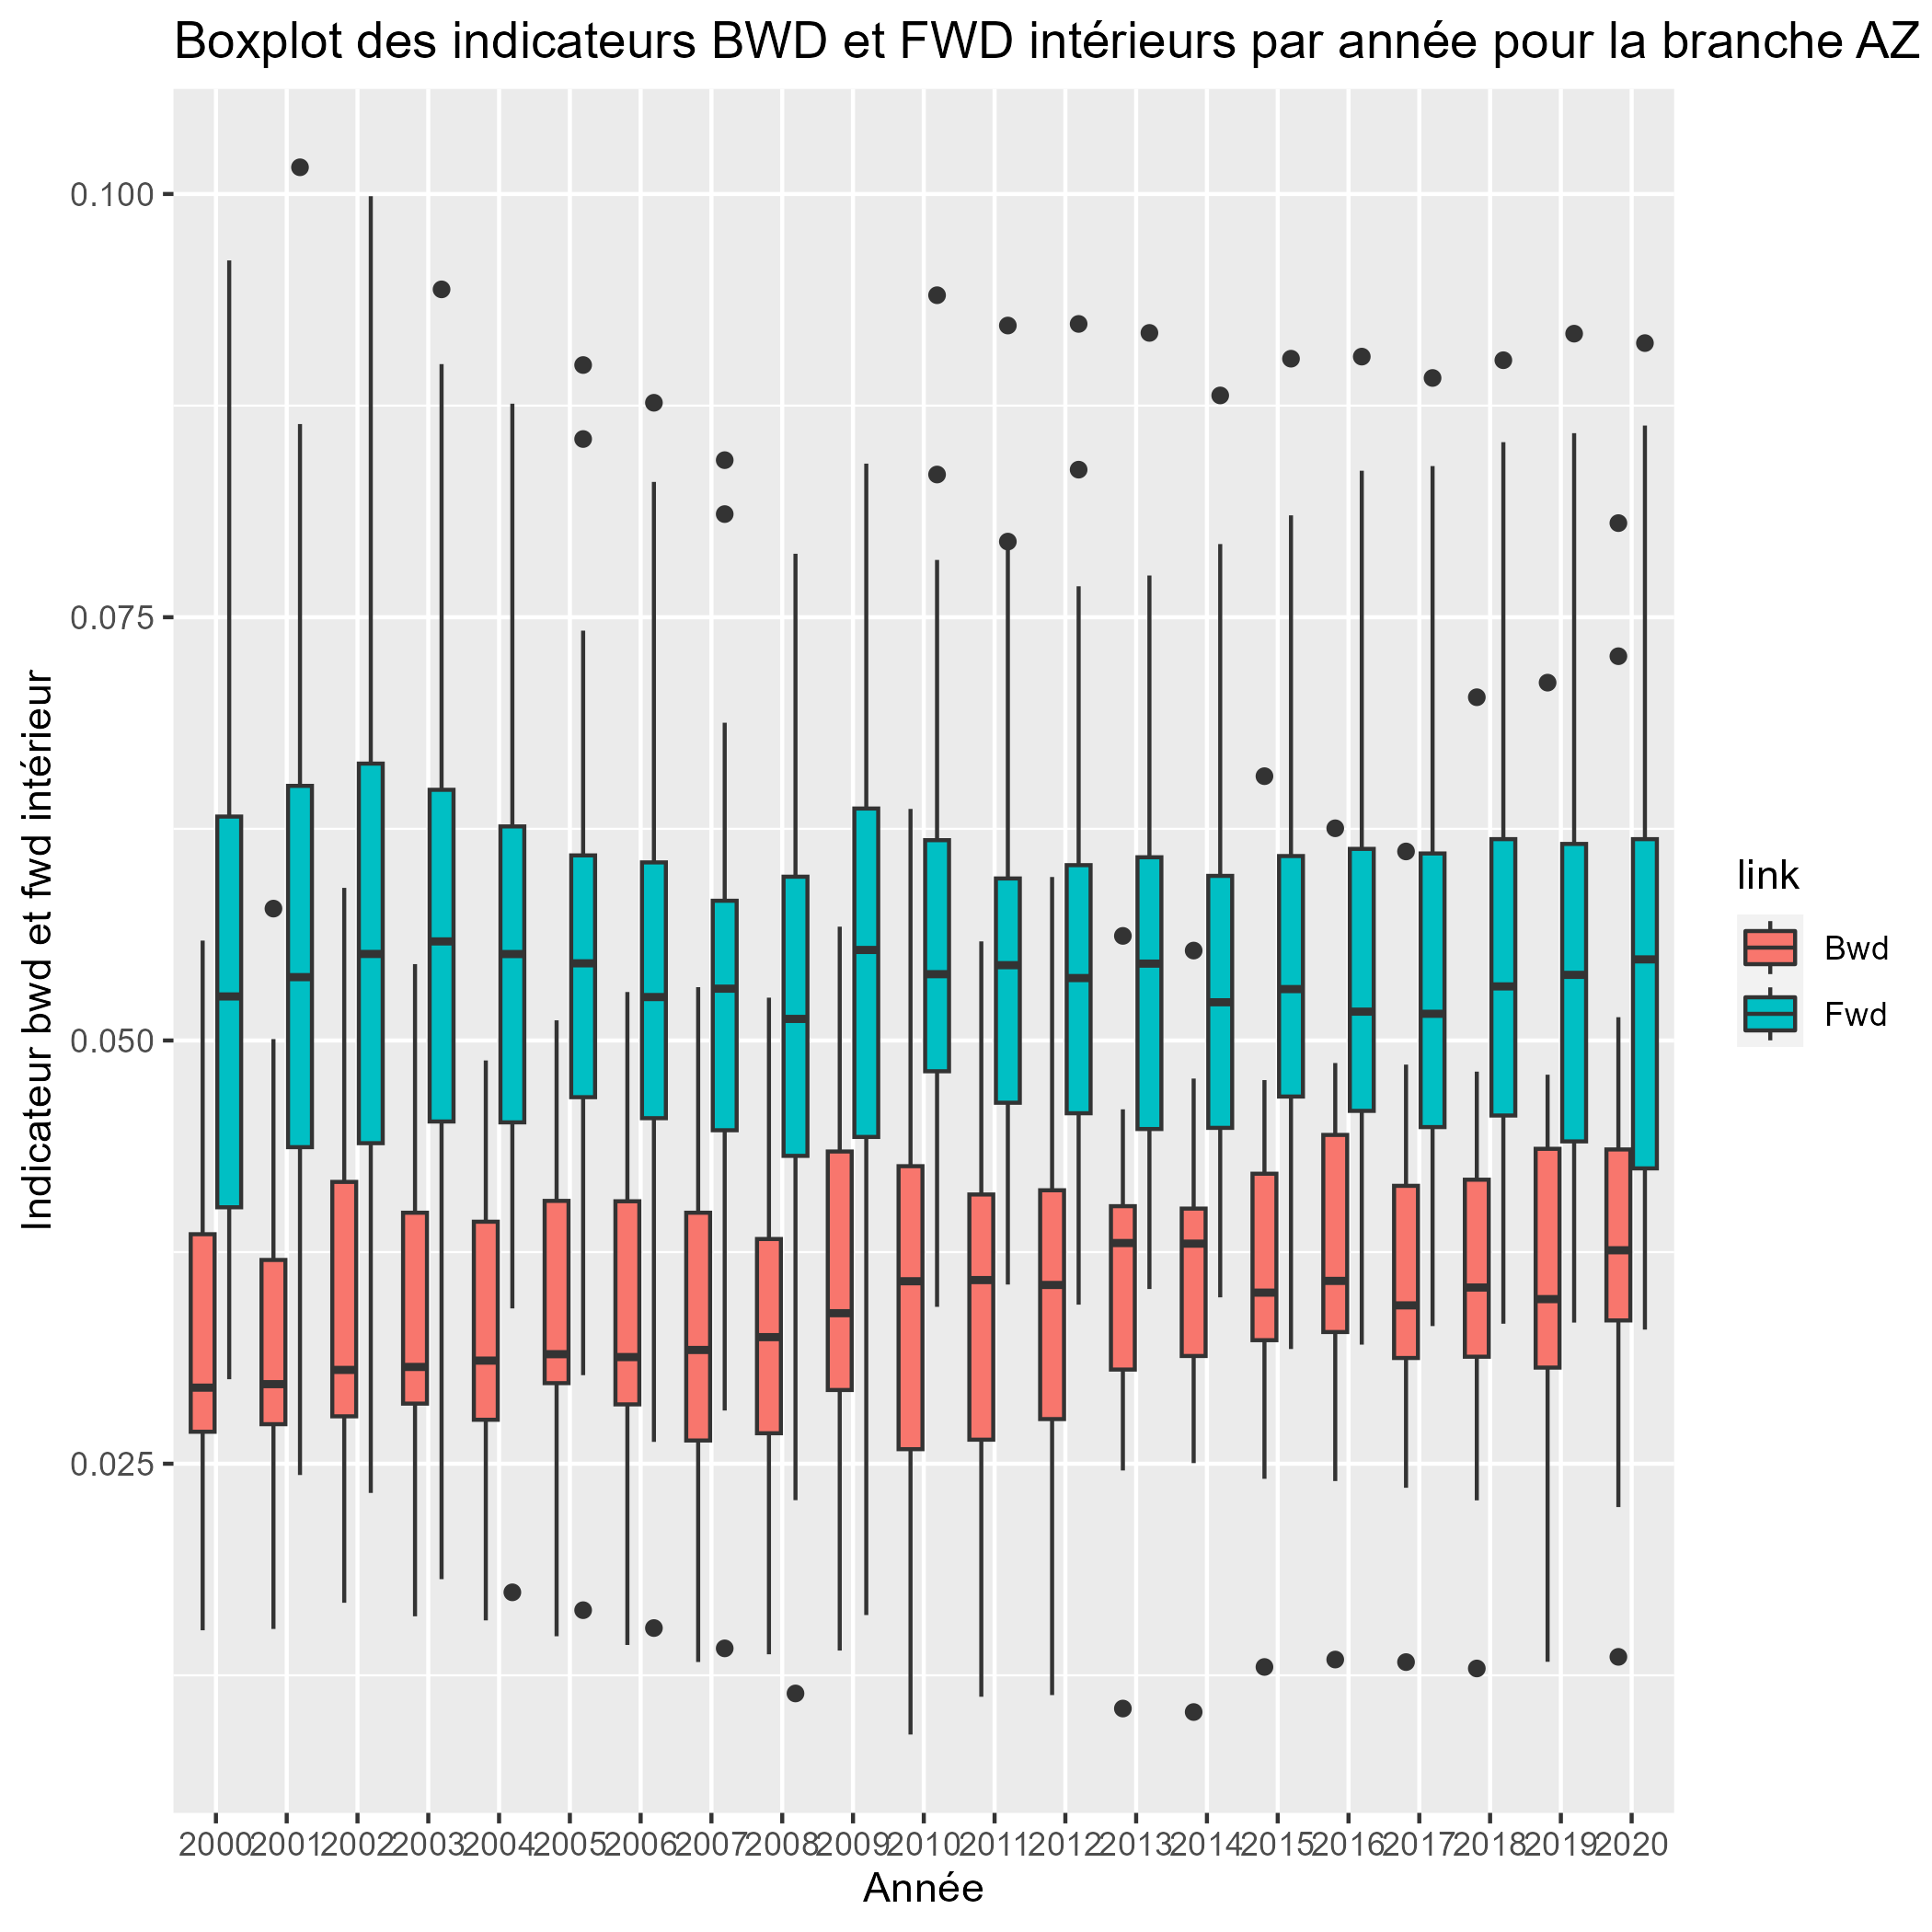 Boxplot des indicateurs BWD et FWD intérieurs par année pour la branche AZ
Indicateur bwd et fwd intérieur
0.100
0.075
0.050
0.025
2000 2001 2002 2003 2004 2005 2006 2007 2008 2009 2010 2011 2012 2013 2014 2015 2016 2017 2018 2019 2020
Année
link
Bwd
Fwd